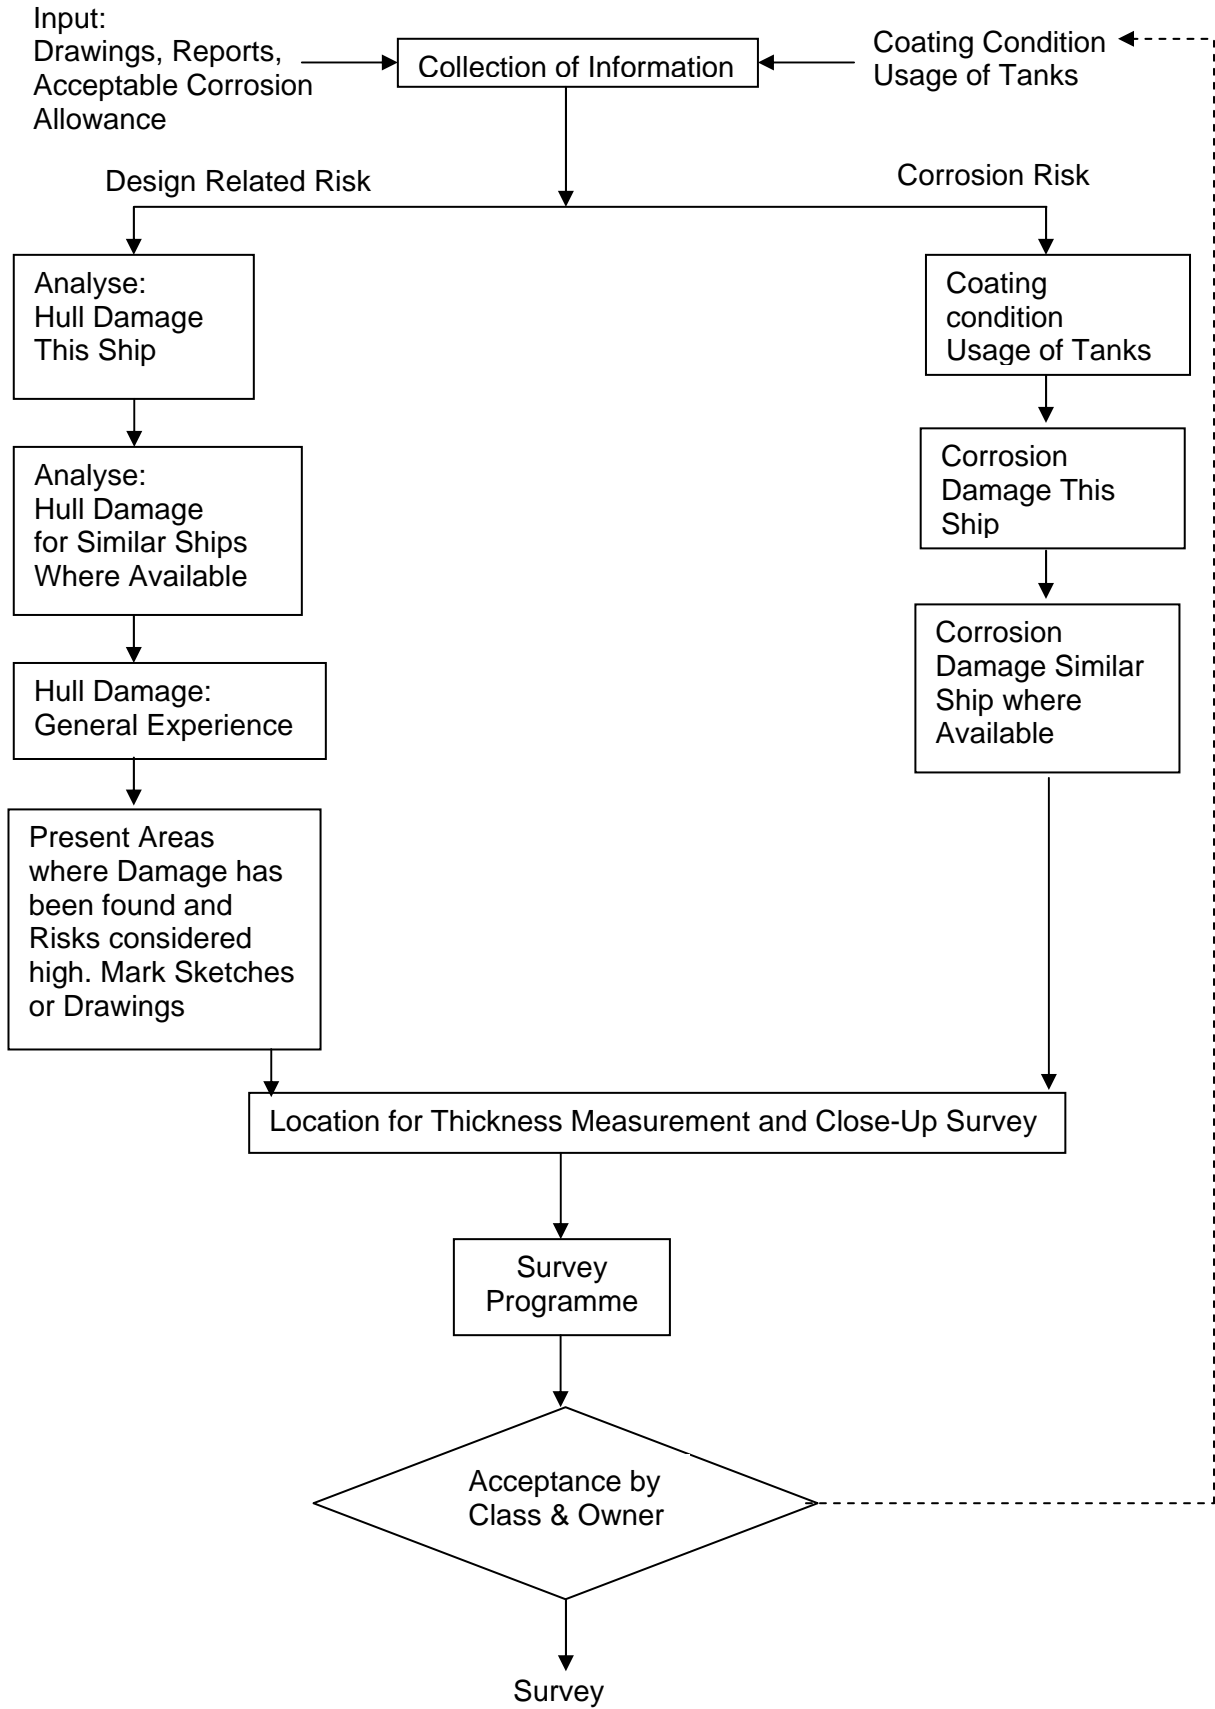 Input:
Drawings, Reports,
Acceptable Corrosion
Allowance
Collection of Information
Coating Condition
Usage of Tanks
Design Related Risk
Corrosion Risk
Analyse:
Hull Damage
This Ship
Analyse:
Hull Damage
for Similar Ships
Where Available
Hull Damage:
General Experience
Present Areas
where Damage has
been found and
Risks considered
high. Mark Sketches
or Drawings
Coating
condition
Usage of Tanks
Corrosion
Damage This
Ship
Corrosion
Damage Similar
Ship where
Available
Location for Thickness Measurement and Close-Up Survey
Survey
Programme
Acceptance by
Class & Owner
Survey